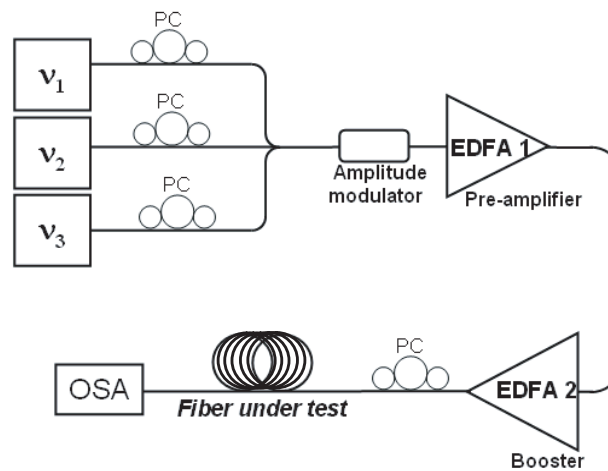 PC
ν1
PC
ν2
PC
ν3
Amplitude
modulator
EDFA 1
Pre-amplifier
OSA
Fiber under test
PC
EDFA 2
Booster